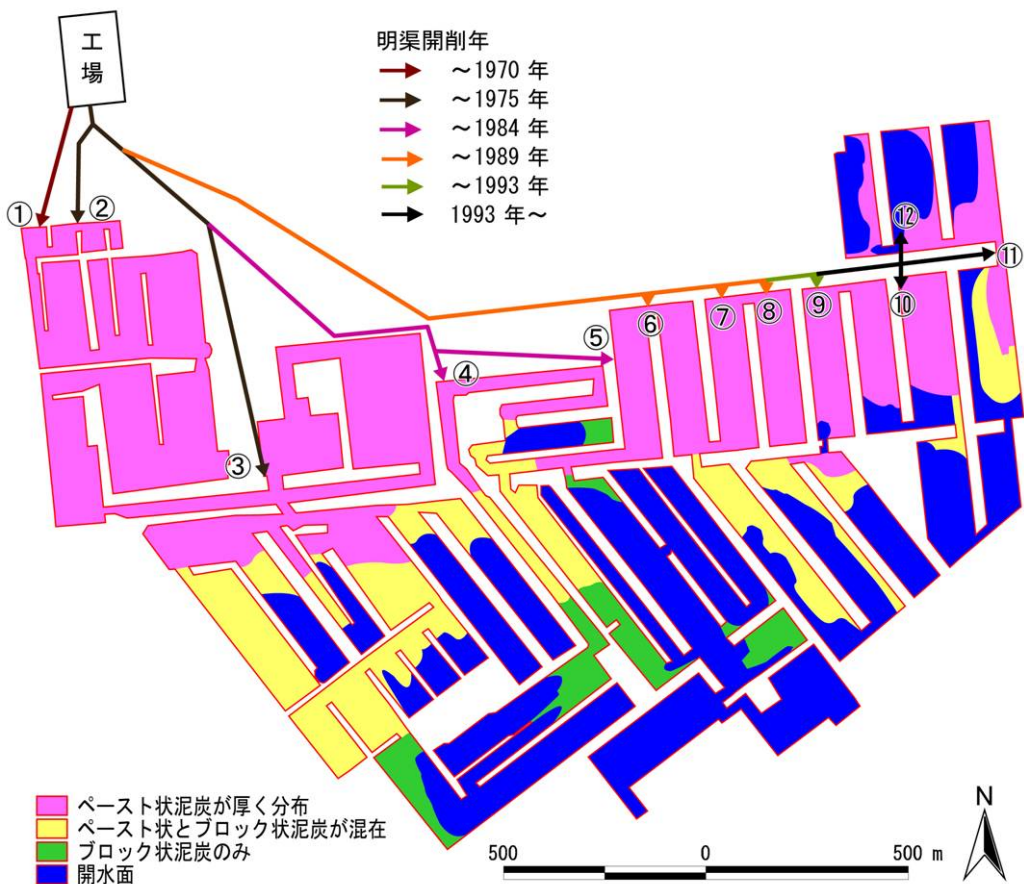 工場
明渠開削年
～1970 年
～1975 年
～1984 年
～1989 年
～1993 年
1993 年～
①
②
③
④
⑤
⑥
⑦
⑧
⑨
⑩
⑪
⑫
ペースト状泥炭が厚く分布
ペースト状とブロック状泥炭が混在
ブロック状泥炭のみ
開水面
500 0 500 m
N